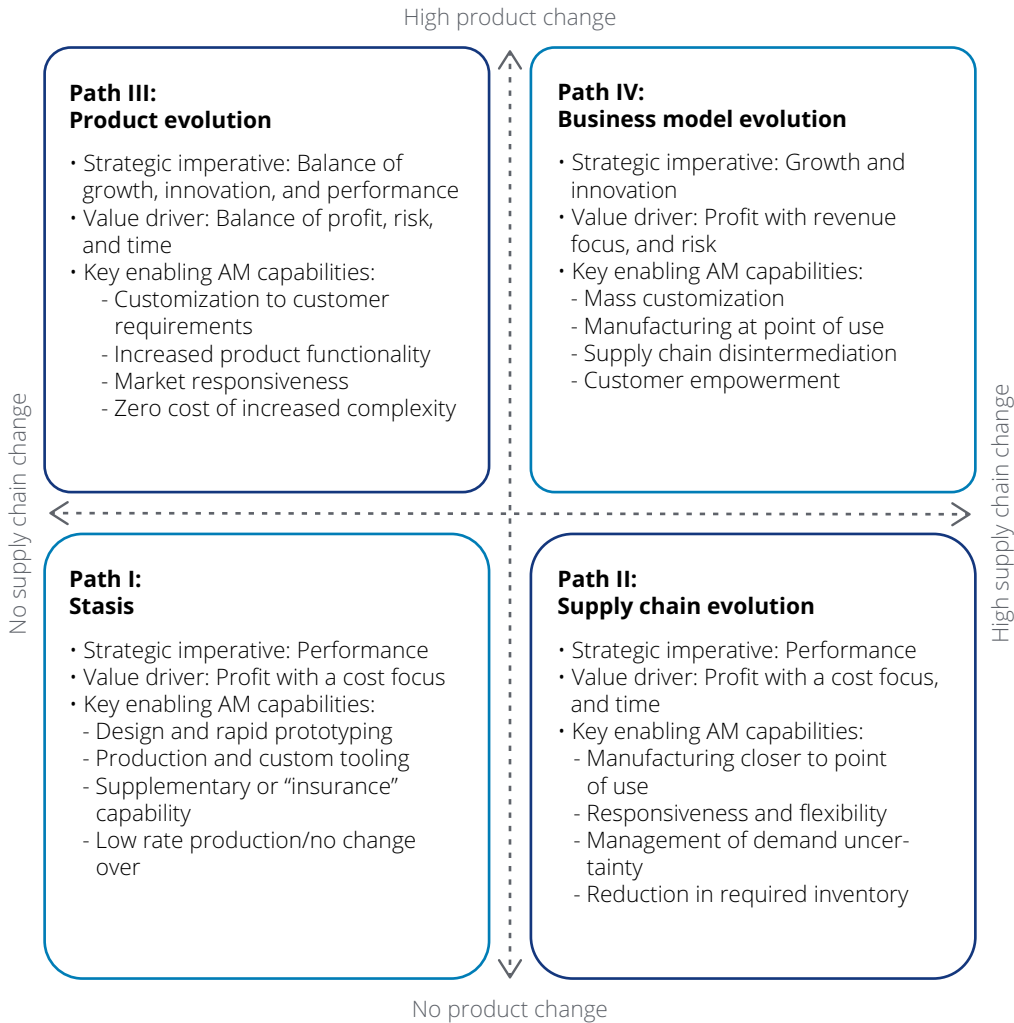 High product change
Path III:
Product evolution
• Strategic imperative: Balance of
growth, innovation, and performance
• Value driver: Balance of profit, risk,
and time
• Key enabling AM capabilities:
- Customization to customer
requirements
- Increased product functionality
- Market responsiveness
- Zero cost of increased complexity
Path IV:
Business model evolution
• Strategic imperative: Growth and
innovation
• Value driver: Profit with revenue
focus, and risk
• Key enabling AM capabilities:
- Mass customization
- Manufacturing at point of use
- Supply chain disintermediation
- Customer empowerment
No supply chain change
High supply chain change
Path I:
Stasis
• Strategic imperative: Performance
• Value driver: Profit with a cost focus
• Key enabling AM capabilities:
- Design and rapid prototyping
- Production and custom tooling
- Supplementary or “insurance”
capability
- Low rate production/no change
over
Path II:
Supply chain evolution
• Strategic imperative: Performance
• Value driver: Profit with a cost focus,
and time
• Key enabling AM capabilities:
- Manufacturing closer to point
of use
- Responsiveness and flexibility
- Management of demand uncer-
tainty
- Reduction in required inventory
No product change